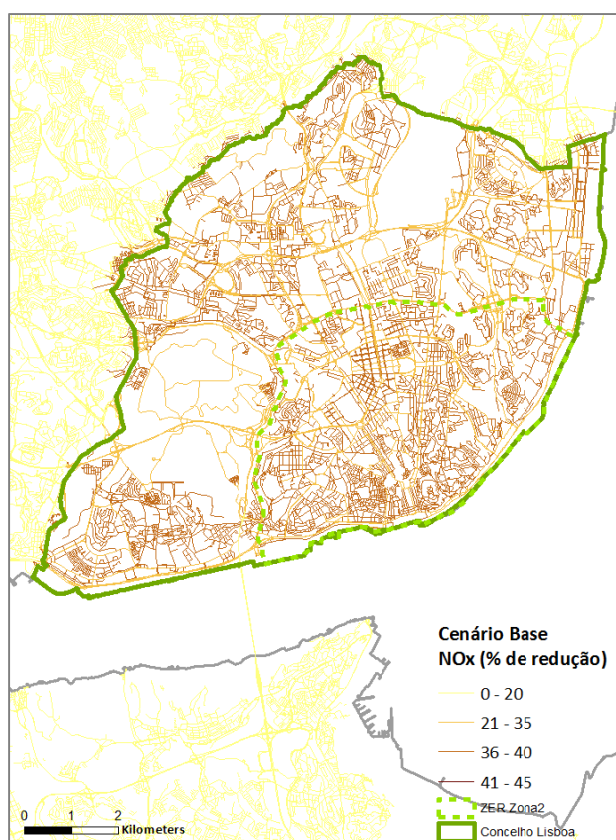 Cenário Base
NOx (% de redução)
0 - 20
21 - 35
36 - 40
41 - 45
ZER Zona2
Concelho Lisboa
0 1 2
Kilometers